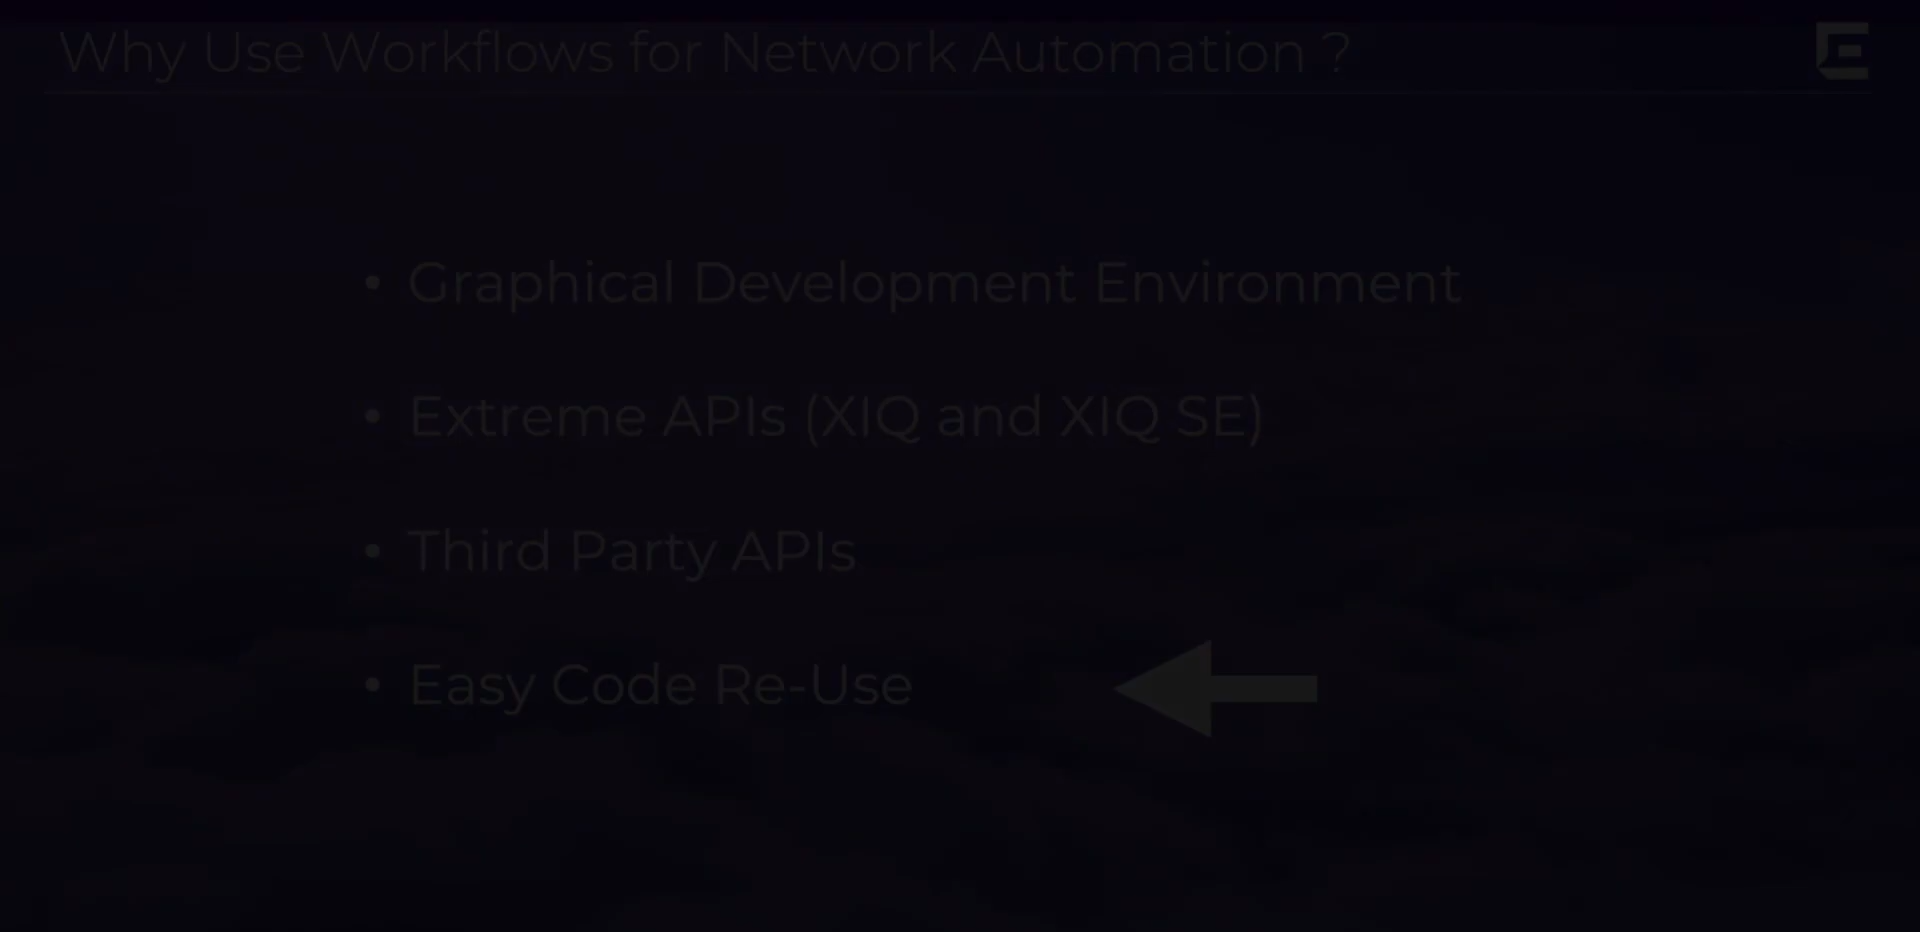 Why Use Workflows for Network Automation ?
• Graphical Development Environment
• Extreme APIs (XIQ and XIQ SE)
• Third Party APIs
• Easy Code Re-Use